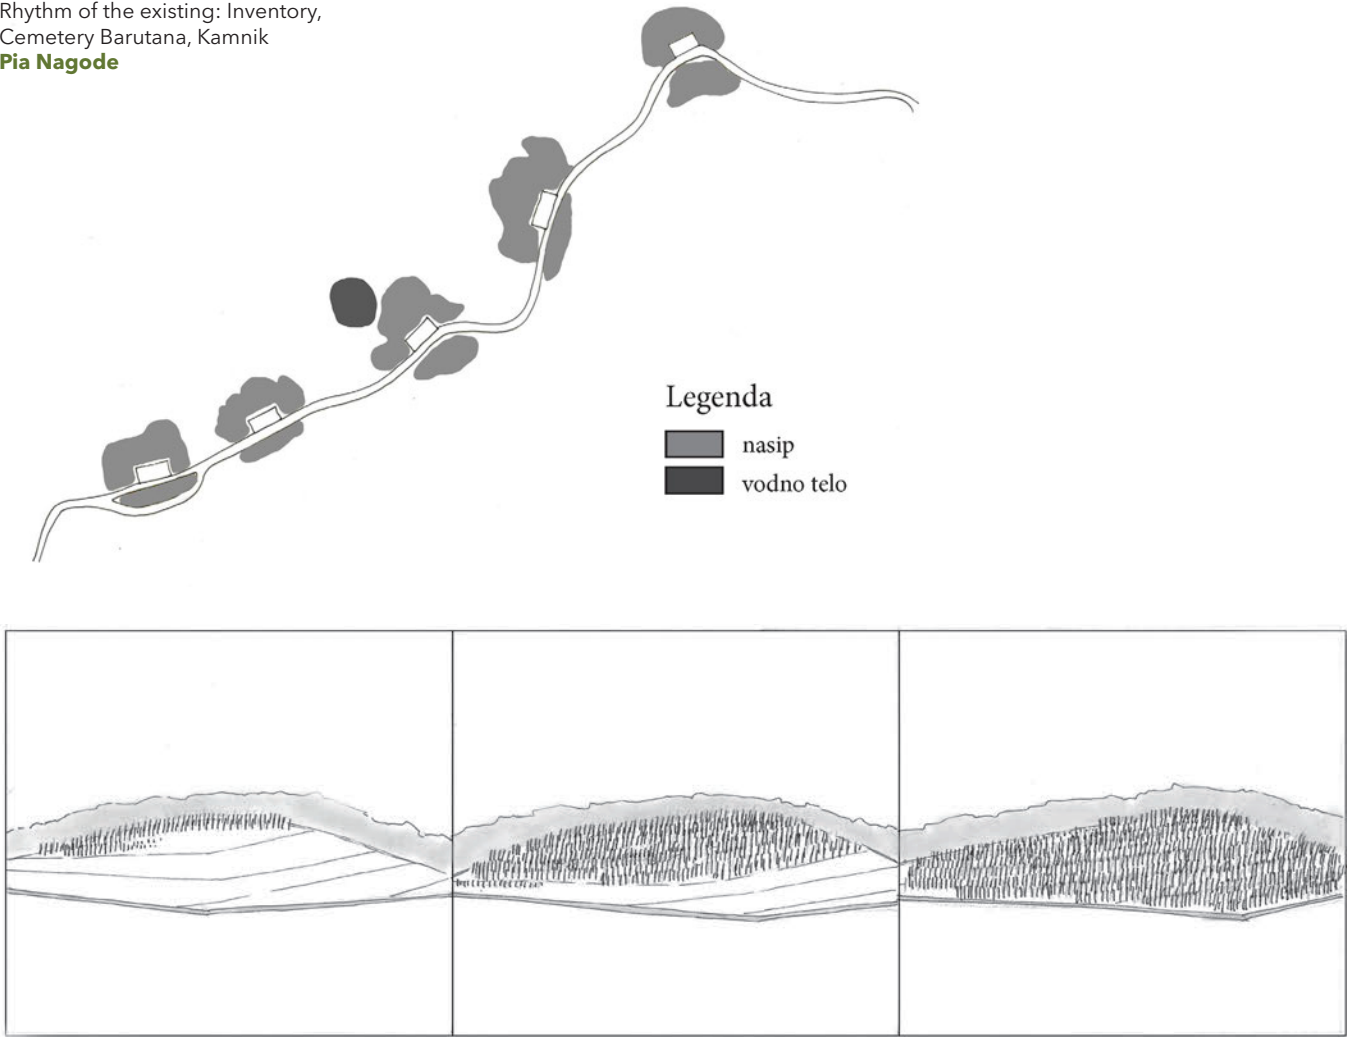 Rhythm of the existing: Inventory,
Cemetery Barutana, Kamnik
Pia Nagode
Legenda
nasip
vodno telo